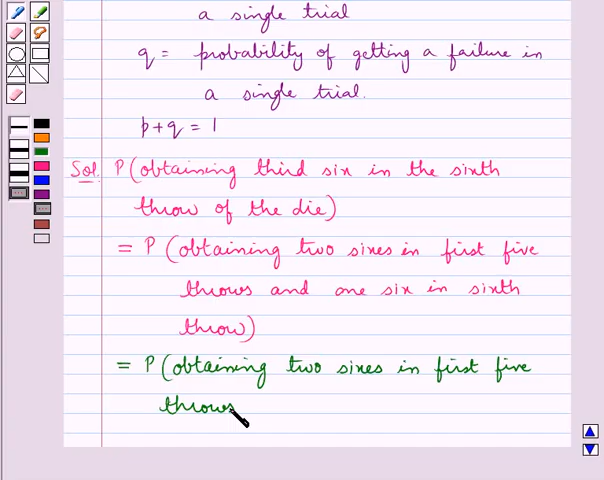 a single trial
q = probability of getting a failure in
a single trial.
p+q = 1
Sol. P(obtaining third six in the sixth
throw of the die)
= P (obtaining two sixes in first five
throws and one six in sixth
throw)
= P (obtaining two sixes in first five
throws